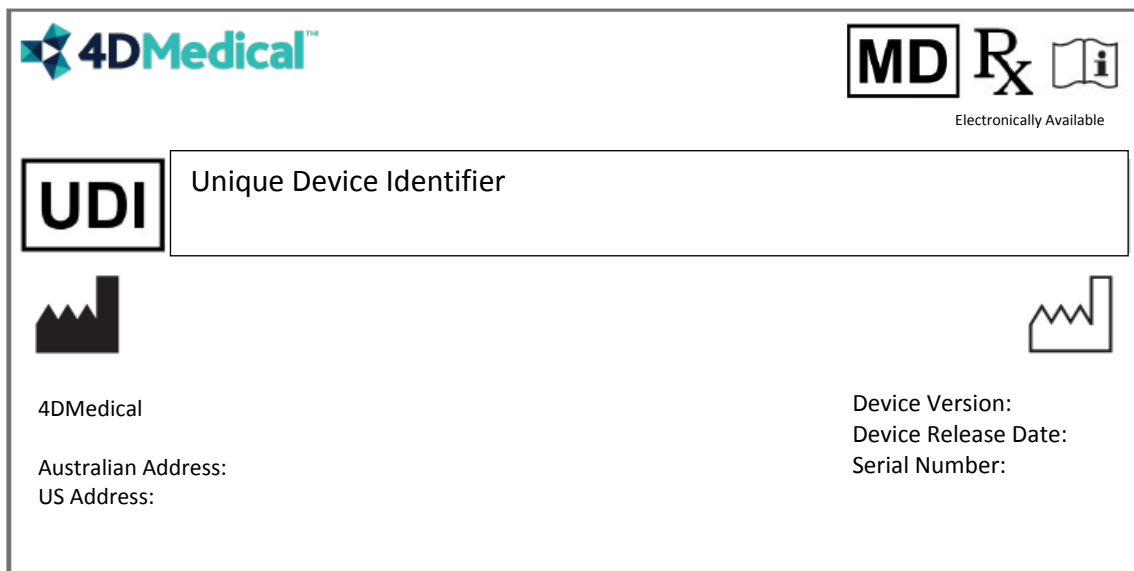 4DMedical™
MD Rx i
Electronically Available
UDI
Unique Device Identifier
4DMedical
Australian Address:
US Address:
Device Version:
Device Release Date:
Serial Number: